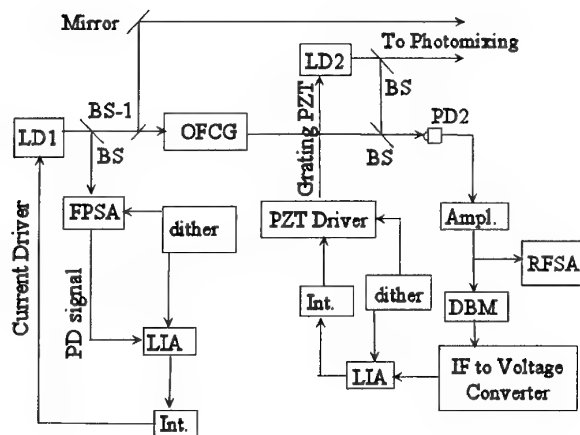 Mirror
To Photomixing
LD2
BS-1
BS
LD1
OFCG
PD2
BS
BS
Grating PZT
FPSA
PZT Driver
Ampl.
dither
RFSA
Current Driver
PD signal
Int.
dither
DBM
LIA
LIA
IF to Voltage
Converter
Int.